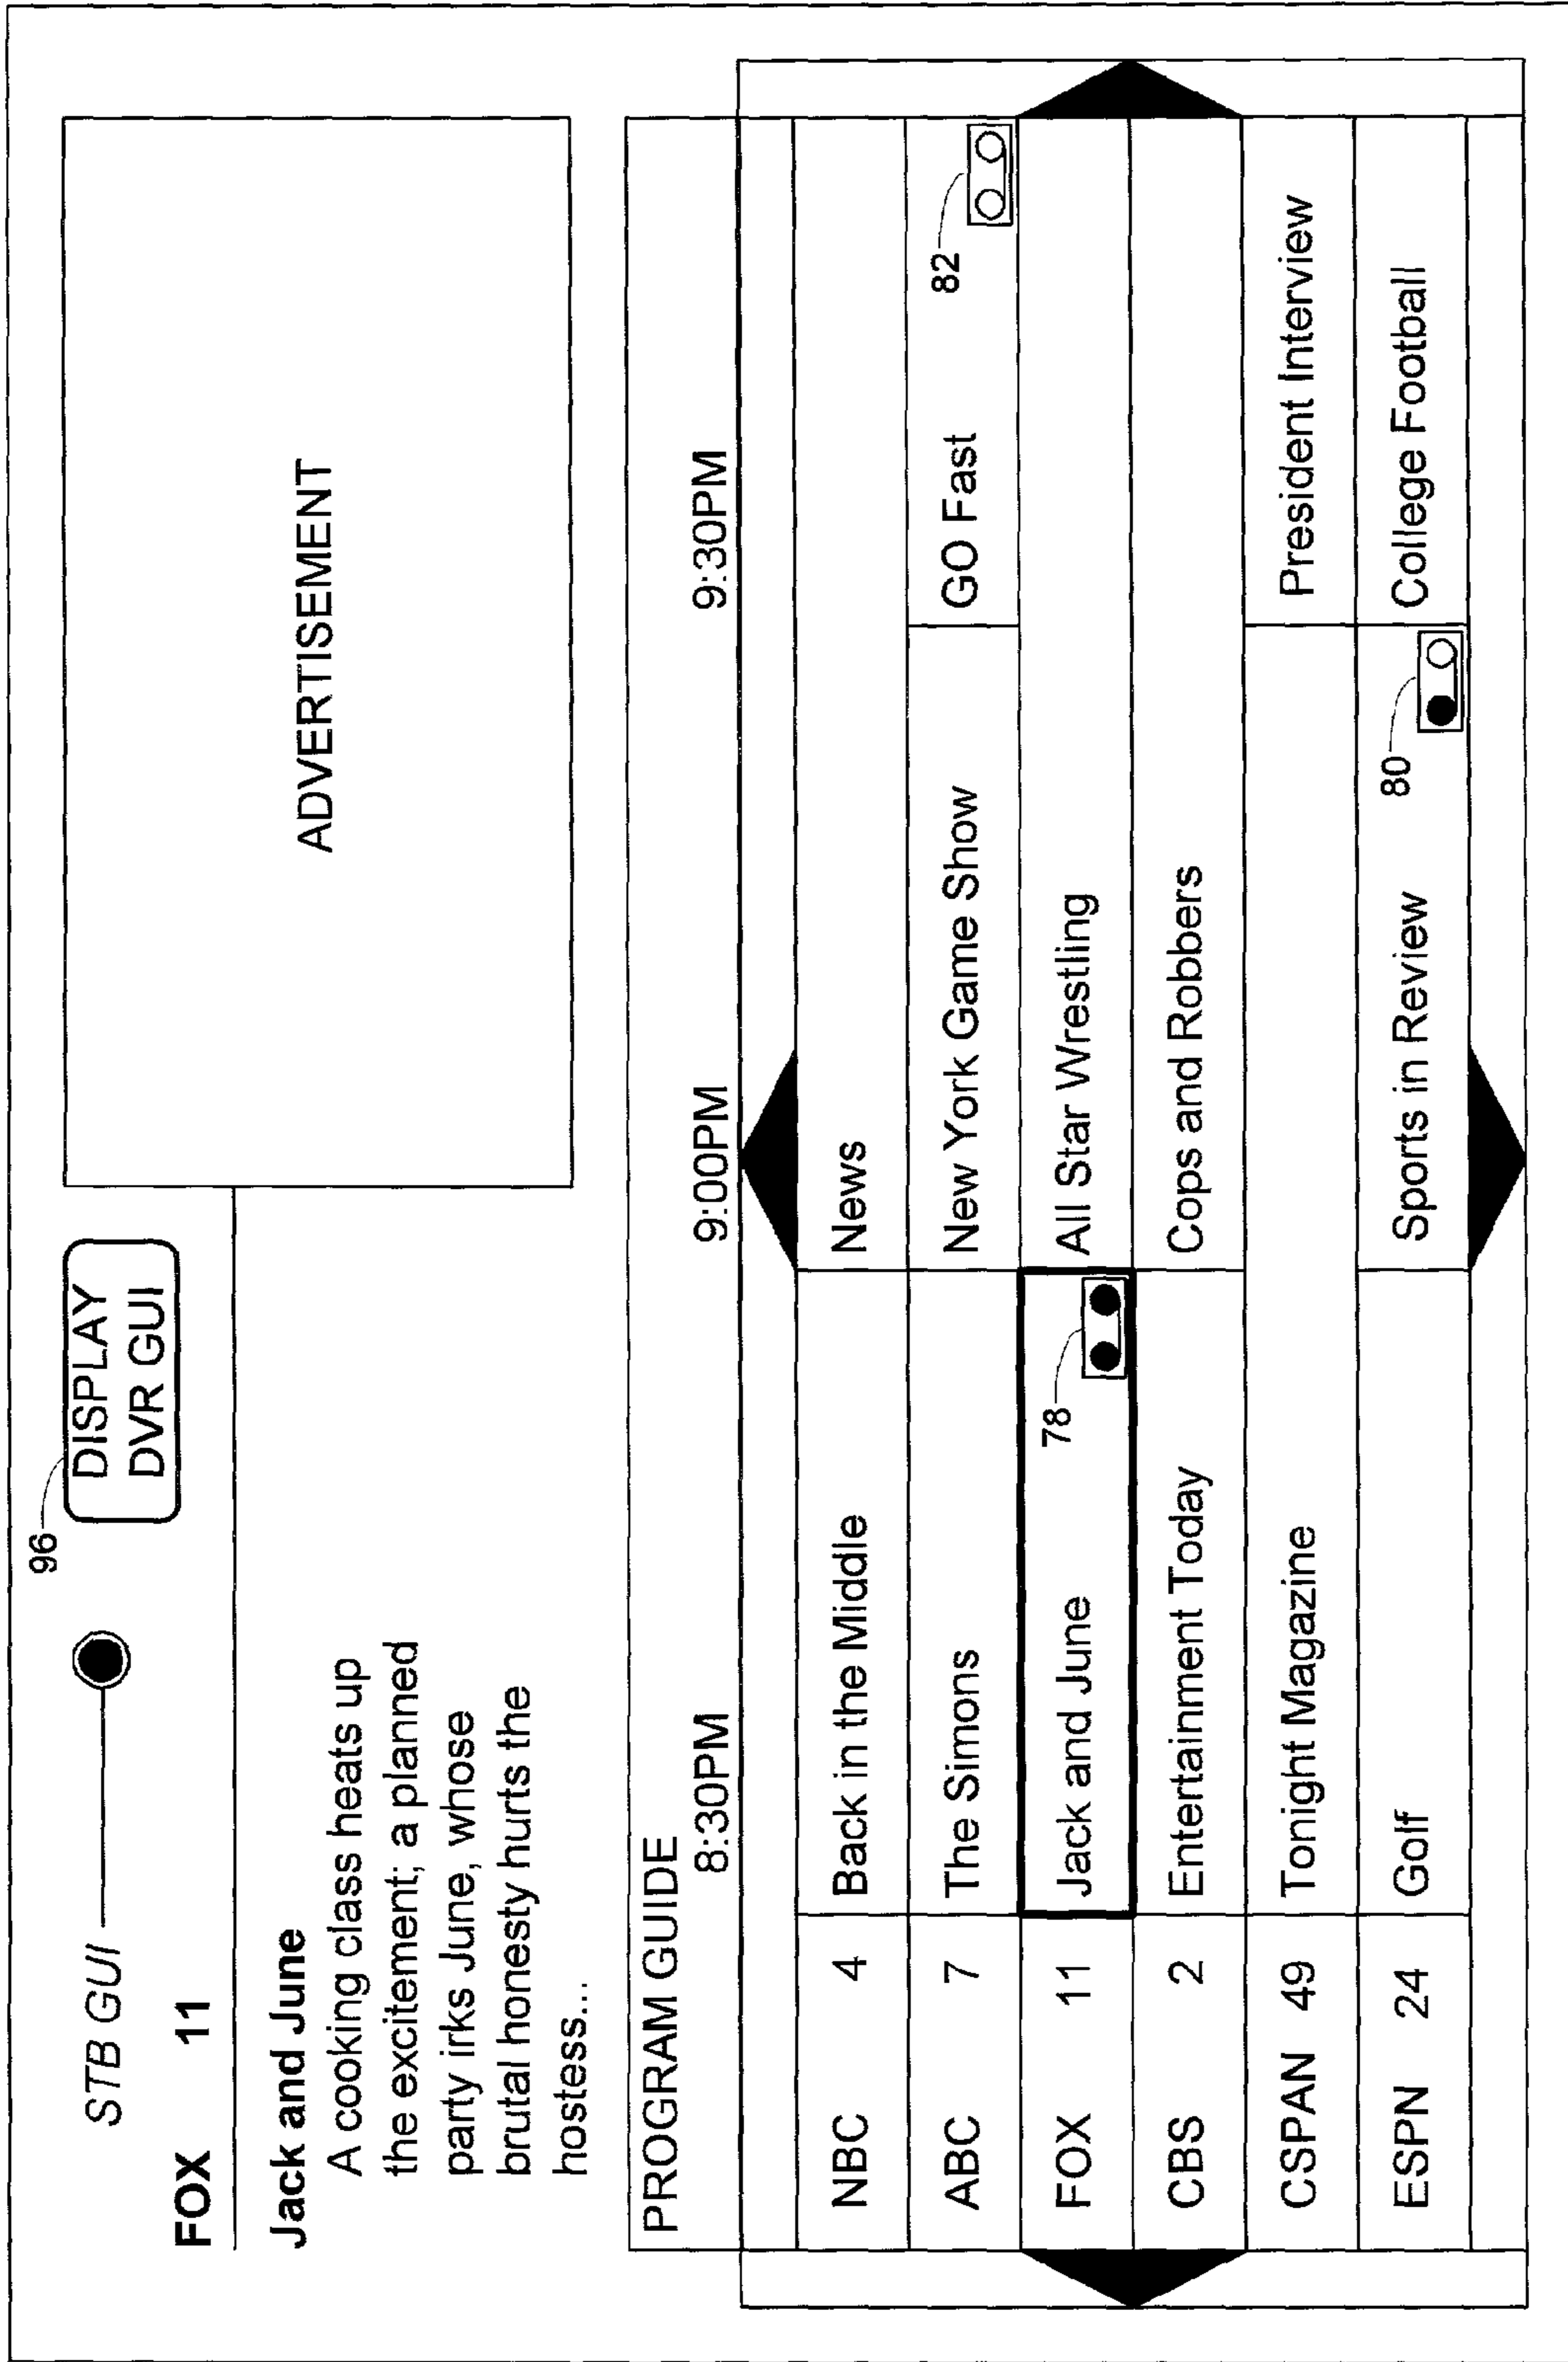 96
STB GUI
DISPLAY
DVR GUI
FOX 11
Jack and June
A cooking class heats up
the excitement; a planned
party irks June, whose
brutal honesty hurts the
hostess...
ADVERTISEMENT
PROGRAM GUIDE
8:30PM 9:00PM 9:30PM
NBC 4 Back in the Middle News
ABC 7 The Simons New York Game Show GO Fast 82
FOX 11 Jack and June 78 All Star Wrestling
CBS 2 Entertainment Today Cops and Robbers
CSPAN 49 Tonight Magazine President Interview
ESPN 24 Golf Sports in Review 80 College Football